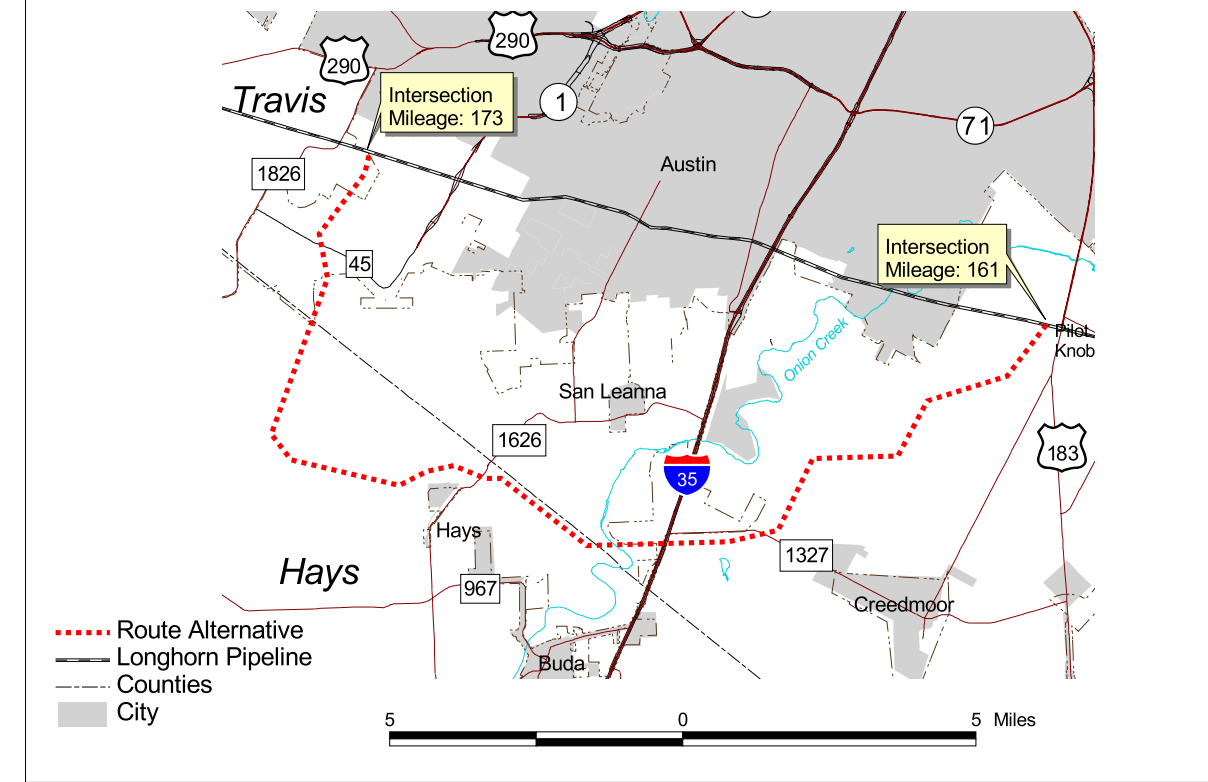 290
290
Travis
Intersection
Mileage: 173
1
71
1826
Austin
Intersection
Mileage: 161
45
Pilot
Knob
Onion Creek
San Leanna
1626
183
35
Hays
1327
Hays
967
Creedmoor
Buda
Route Alternative
Longhorn Pipeline
Counties
City
5 0 5 Miles